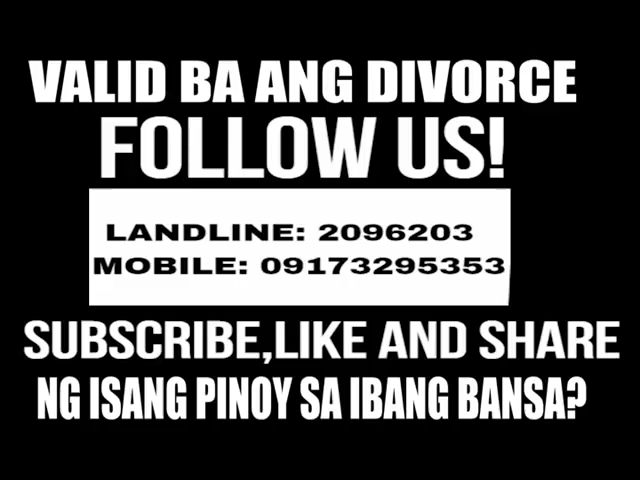 VALID BA ANG DIVORCE
FOLLOW US!
LANDLINE: 2096203
MOBILE: 09173295353
SUBSCRIBE,LIKE AND SHARE
NG ISANG PINOY SA IBANG BANSA?